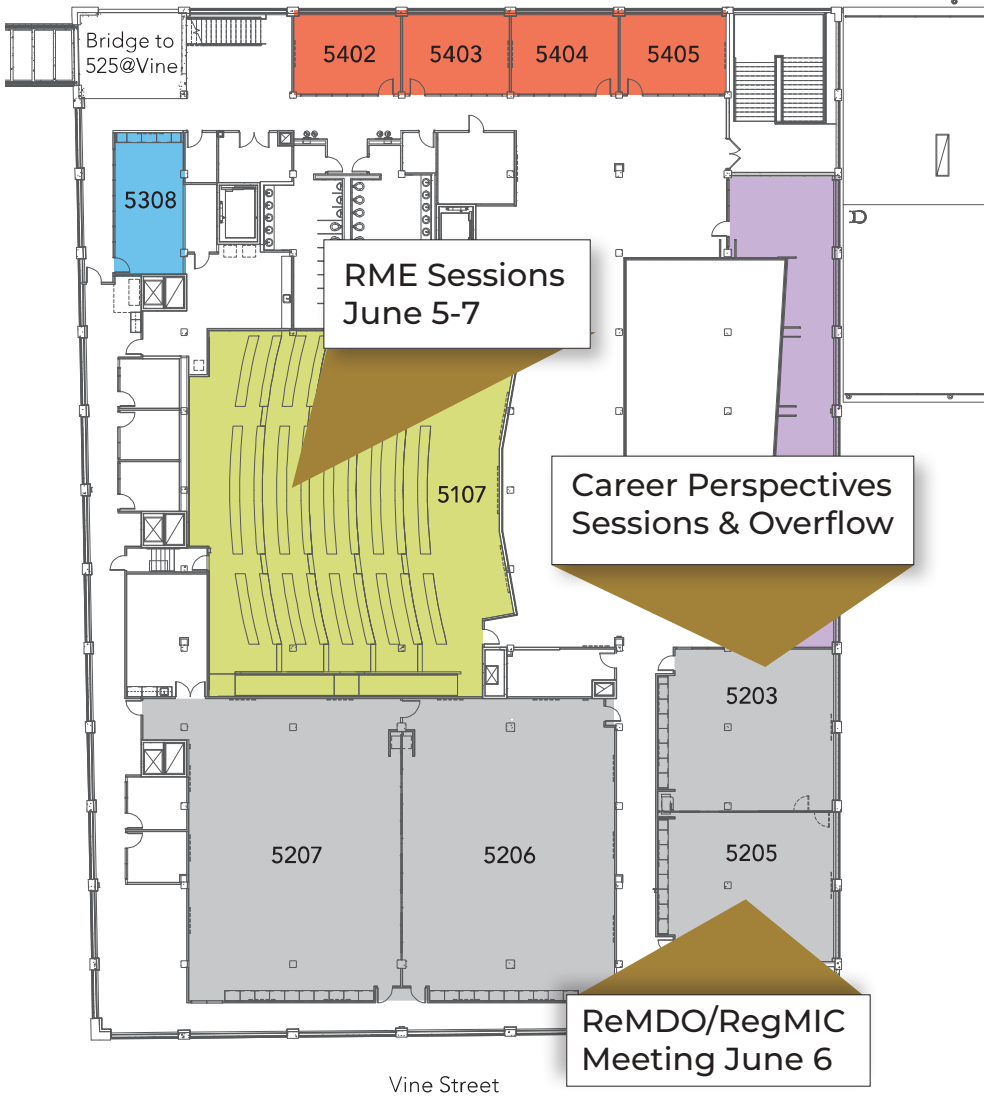 Bridge to
525@Vine
5402
5403
5404
5405
5308
RME Sessions
June 5-7
5107
Career Perspectives
Sessions & Overflow
5203
5207
5206
5205
ReMDO/RegMIC
Meeting June 6
Vine Street